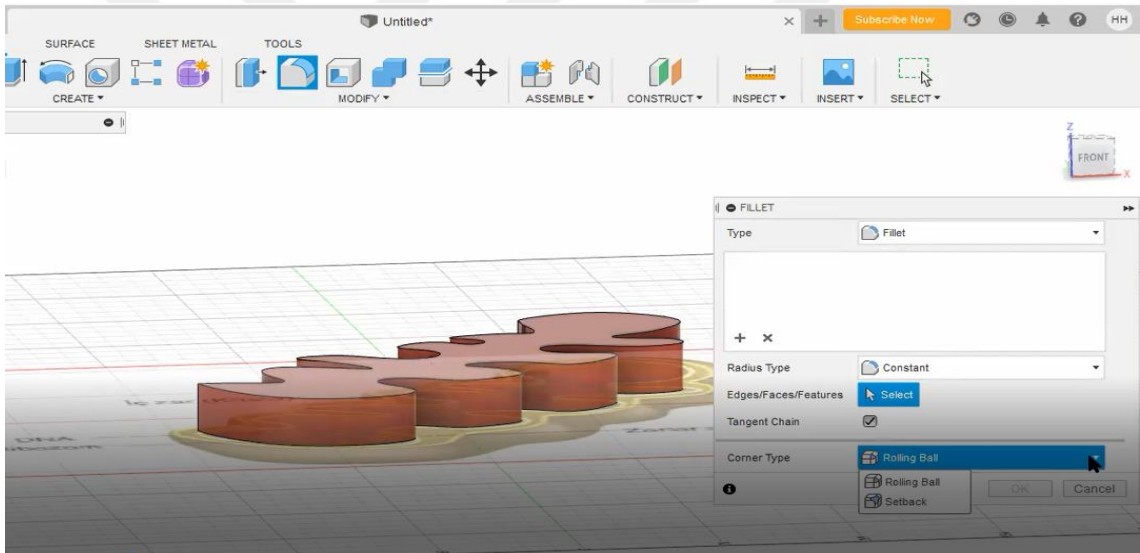 Untitled*
Subscribe Now
HH
SURFACE SHEET METAL TOOLS
CREATE MODIFY ASSEMBLE CONSTRUCT INSPECT INSERT SELECT
Z
FRONT
X
FILLET
Type Fillet
+ ×
Radius Type Constant
Edges/Faces/Features Select
Tangent Chain
Corner Type Rolling Ball
Rolling Ball
Setback
OK Cancel
DNA